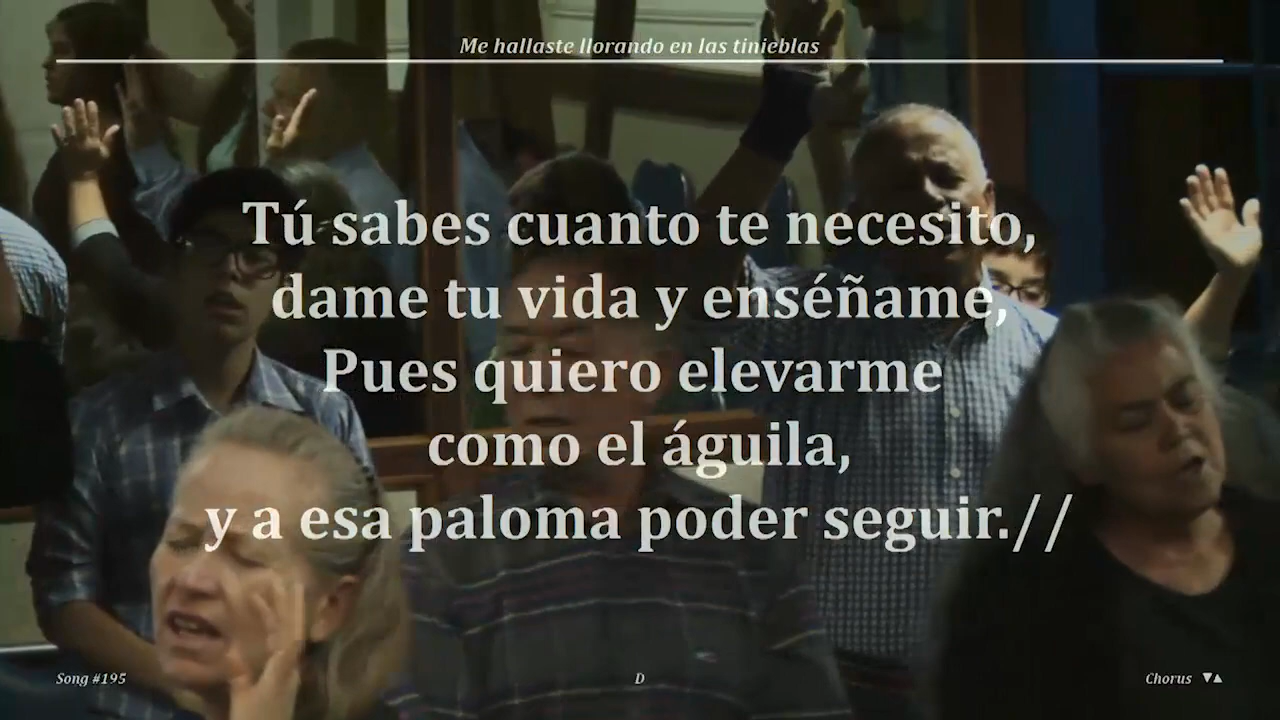 Me hallaste llorando en las tinieblas
Tú sabes cuanto te necesito,
dame tu vida y enséñame,
Pues quiero elevarme
como el águila,
y a esa paloma poder seguir.//
Song #195
D
Chorus ▼▲